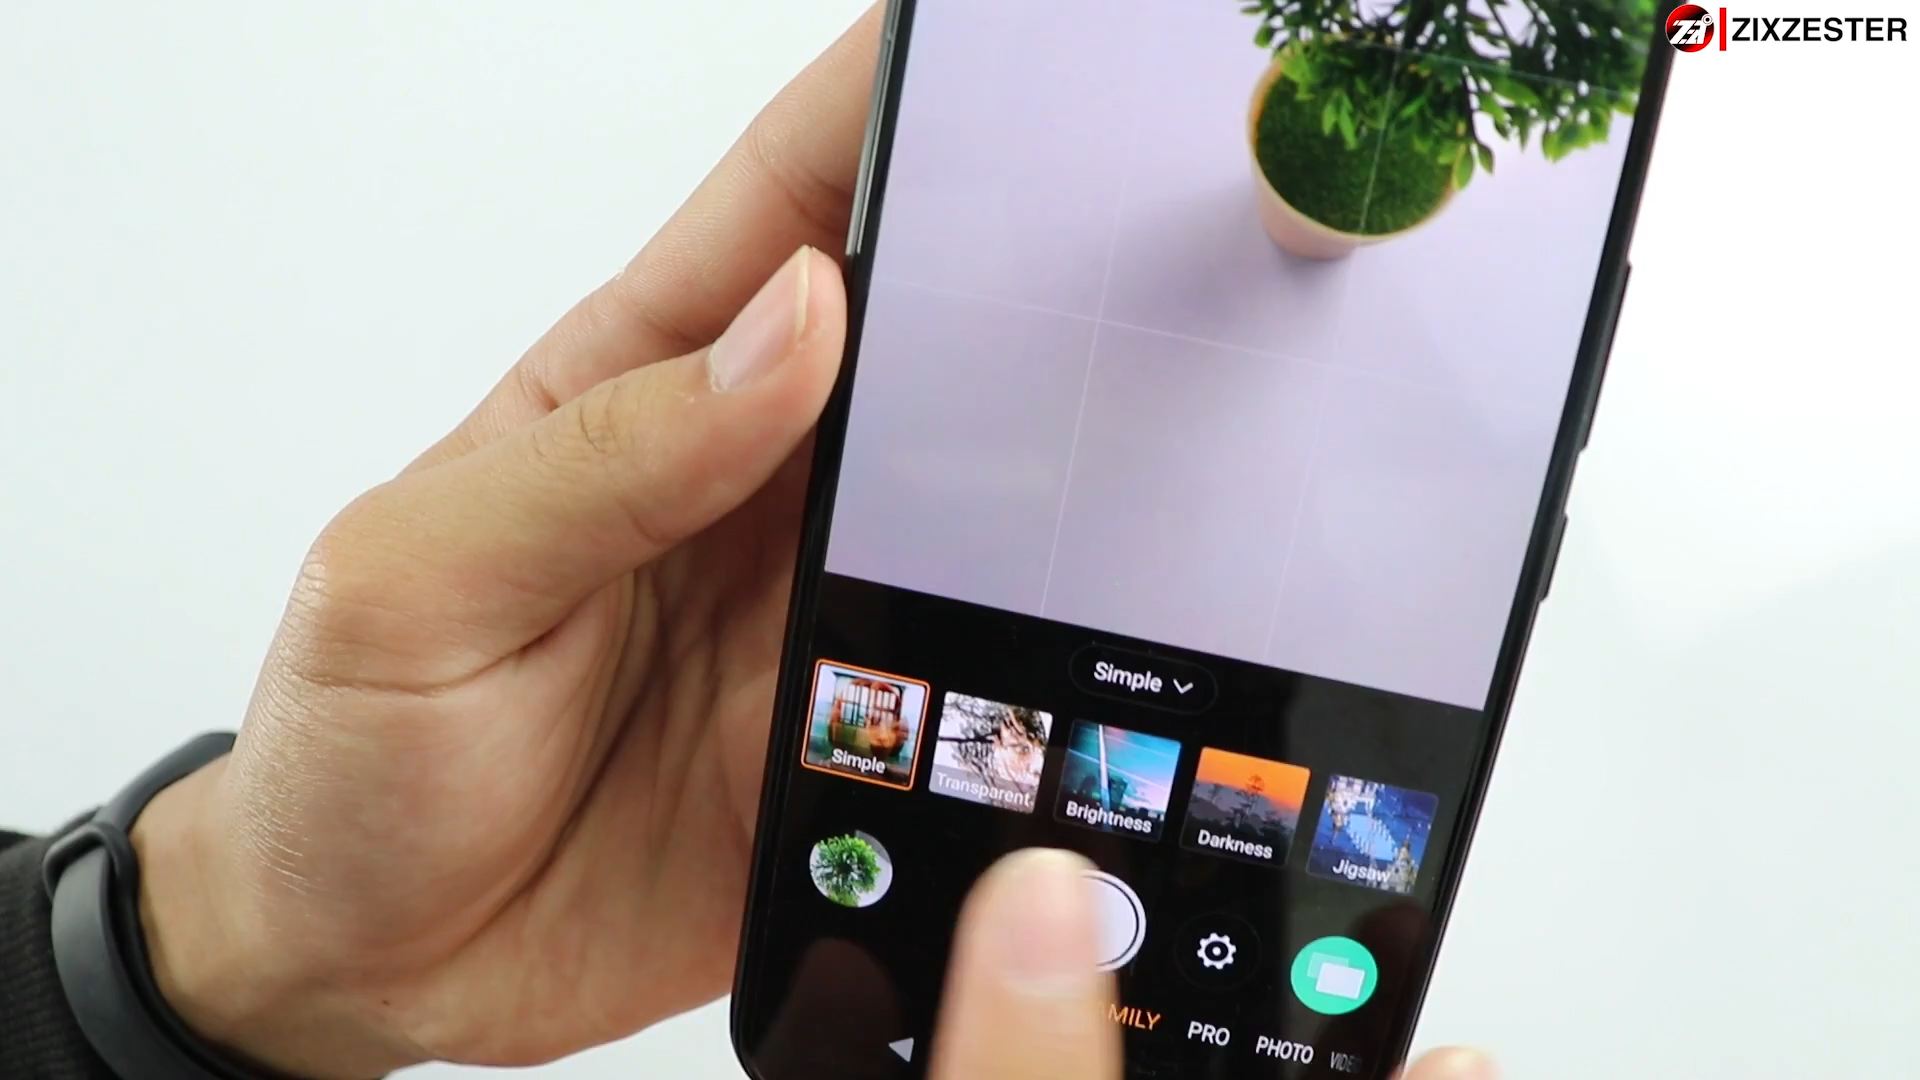 ZIXZESTER
Simple
Simple
Transparent
Brightness
Darkness
Jigsaw
PRO
PHOTO